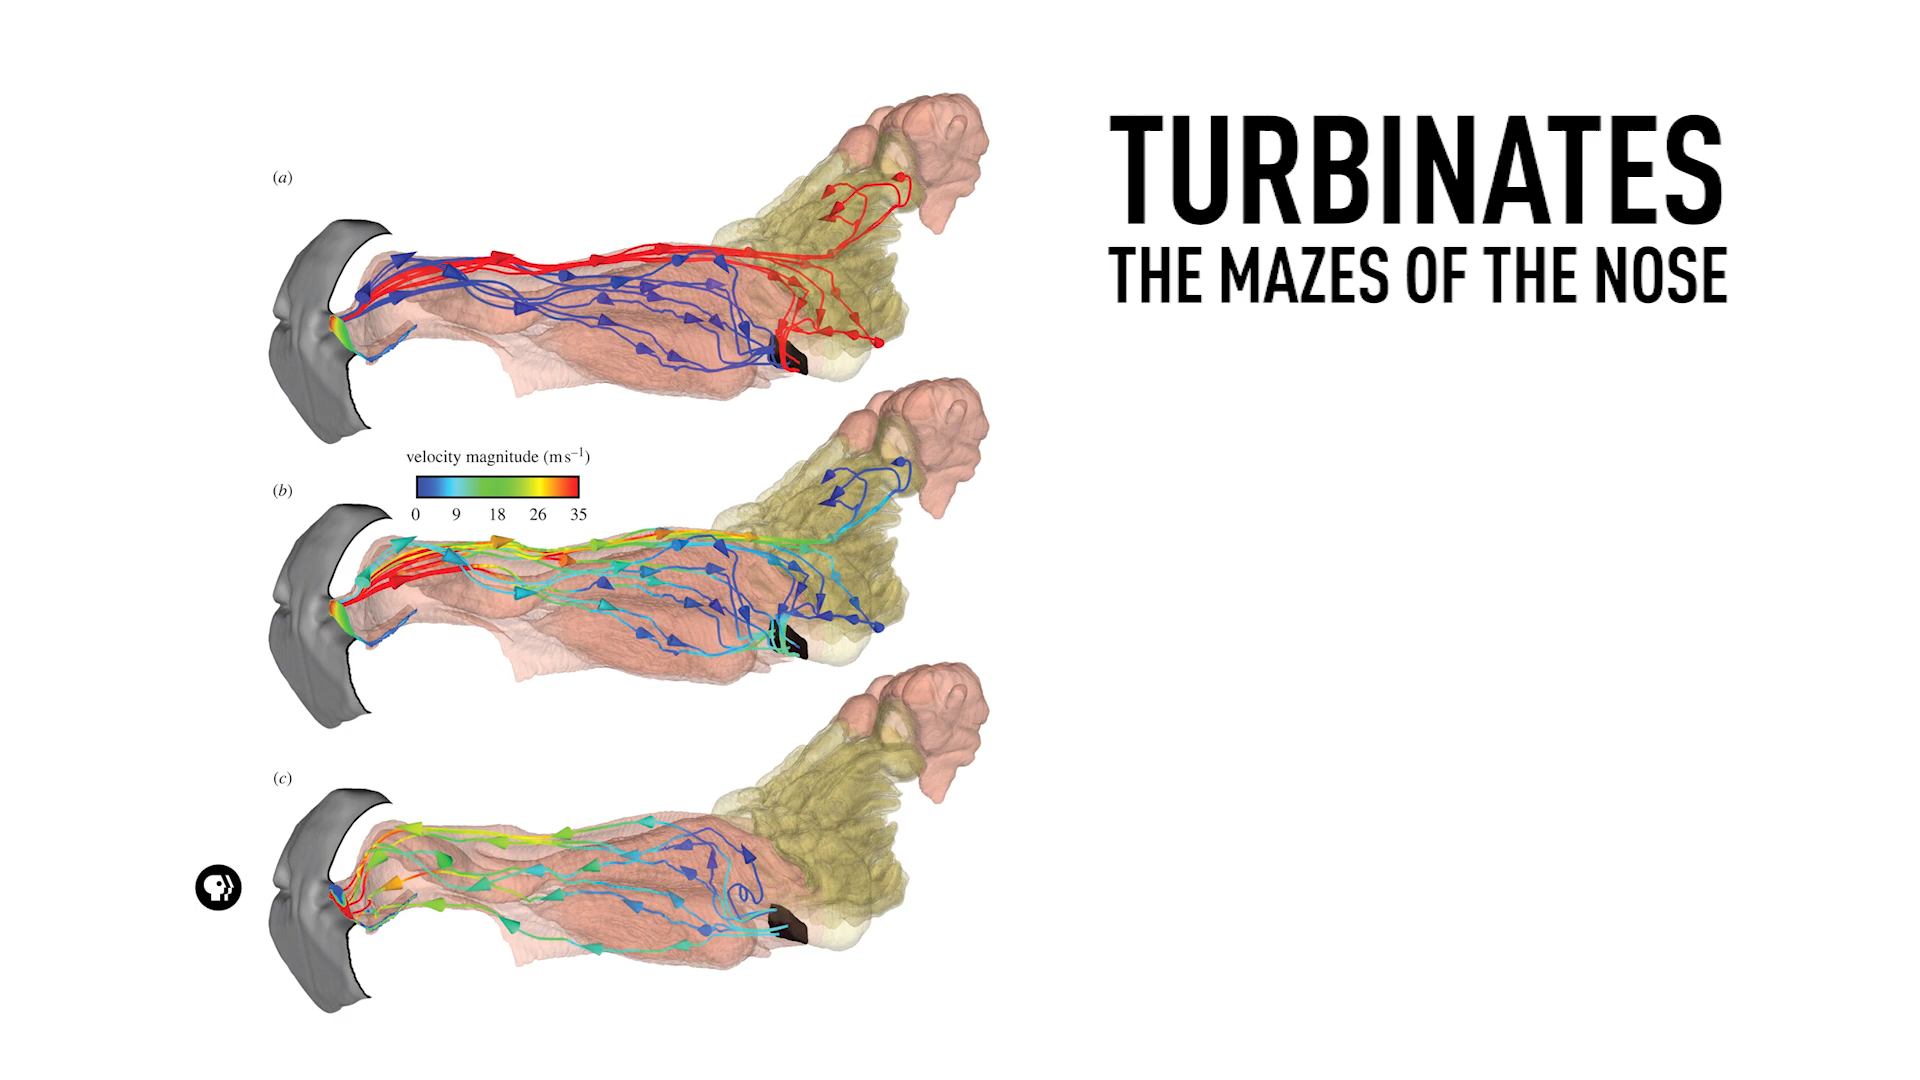 TURBINATES
THE MAZES OF THE NOSE
(a)
velocity magnitude (m s⁻¹)
0 9 18 26 35
(b)
(c)